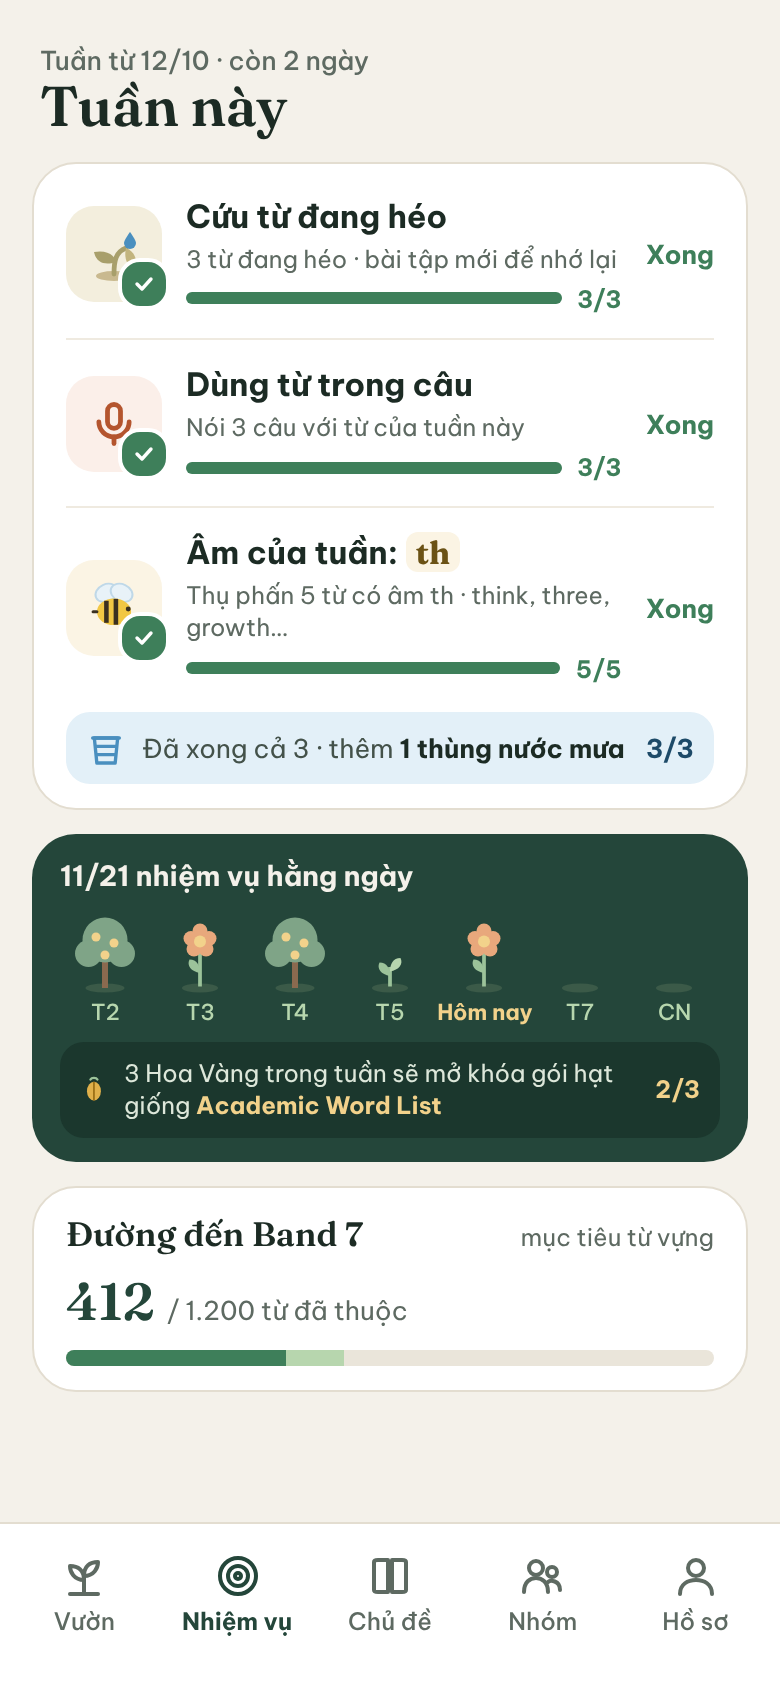 Tuần từ 12/10 · còn 2 ngày
Tuần này
Cứu từ đang héo
3 từ đang héo · bài tập mới để nhớ lại
Xong
3/3
Dùng từ trong câu
Nói 3 câu với từ của tuần này
Xong
3/3
Âm của tuần: th
Thụ phấn 5 từ có âm th · think, three,
growth...
Xong
5/5
Đã xong cả 3 · thêm 1 thùng nước mưa 3/3
11/21 nhiệm vụ hằng ngày
T2 T3 T4 T5 Hôm nay T7 CN
3 Hoa Vàng trong tuần sẽ mở khóa gói hạt
giống Academic Word List
2/3
Đường đến Band 7 mục tiêu từ vựng
412 / 1.200 từ đã thuộc
Vườn Nhiệm vụ Chủ đề Nhóm Hồ sơ